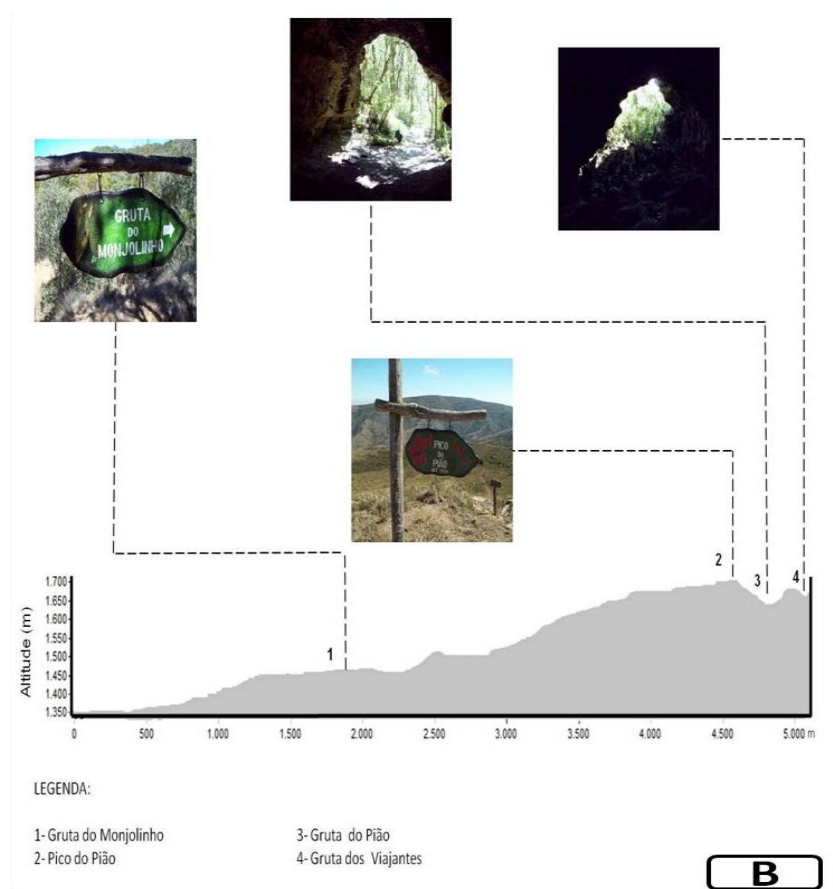 GRUTA
DO
MONJOLINHO
PICO
DO
PIÃO
2
3
4
1
Altitude (m)
1.700
1.650
1.600
1.550
1.500
1.450
1.400
1.350
0
500
1.000
1.500
2.000
2.500
3.000
3.500
4.000
4.500
5.000 m
LEGENDA:
1- Gruta do Monjolinho
2- Pico do Pião
3- Gruta do Pião
4- Gruta dos Viajantes
B